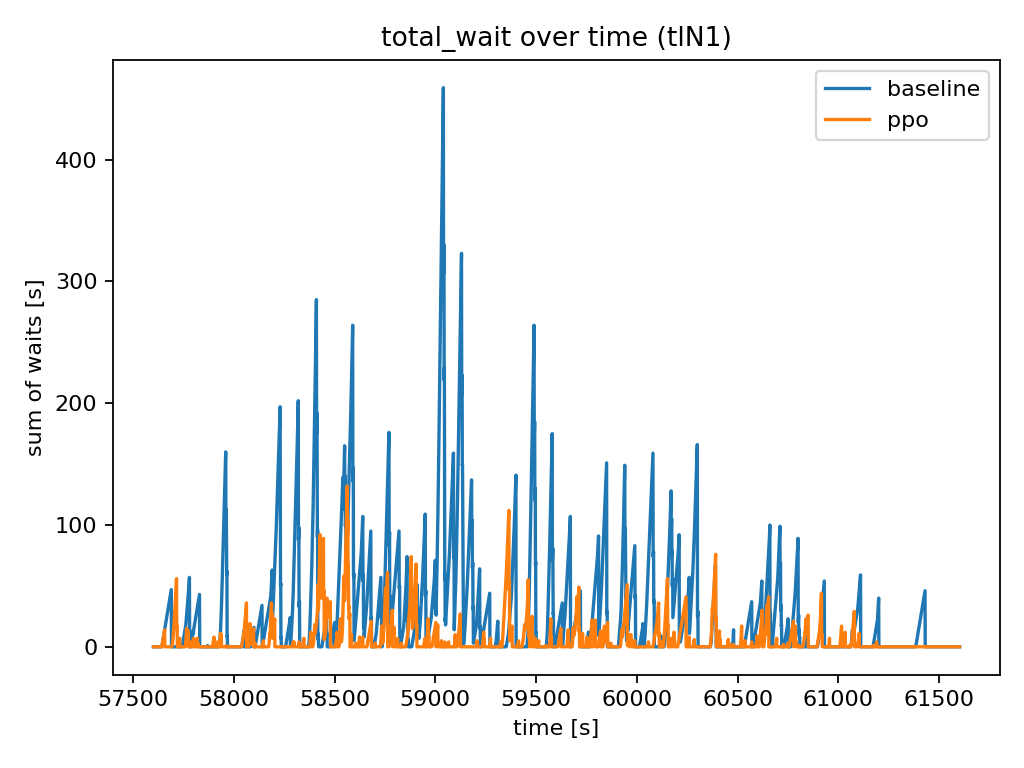 total_wait over time (tlN1)
baseline
ppo
sum of waits [s]
400
300
200
100
0
57500 58000 58500 59000 59500 60000 60500 61000 61500
time [s]